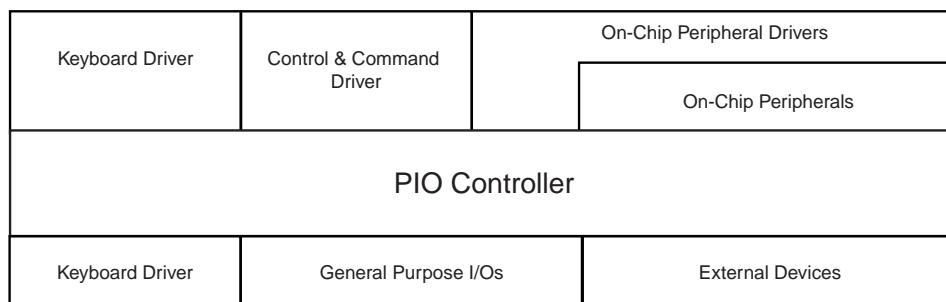 Keyboard Driver
Control & Command
Driver
On-Chip Peripheral Drivers
On-Chip Peripherals
PIO Controller
Keyboard Driver
General Purpose I/Os
External Devices